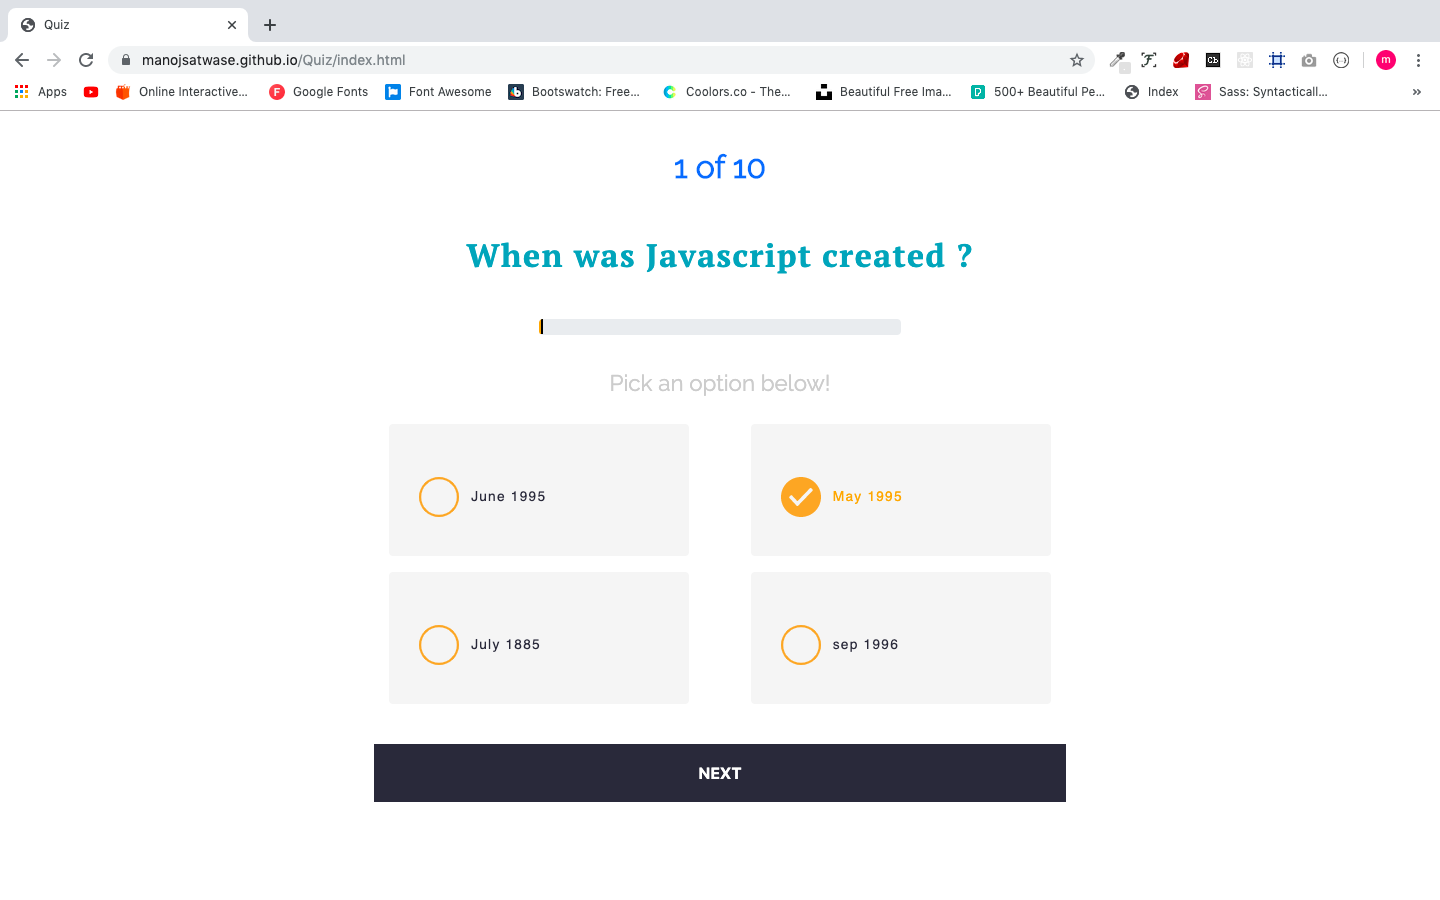 Quiz
manojsatwase.github.io/Quiz/index.html
m
Apps
Online Interactive...
Google Fonts
Font Awesome
Bootswatch: Free...
Coolors.co - The...
Beautiful Free Ima...
500+ Beautiful Pe...
Index
Sass: Syntacticall...
1 of 10
When was Javascript created ?
Pick an option below!
June 1995
May 1995
July 1885
sep 1996
NEXT